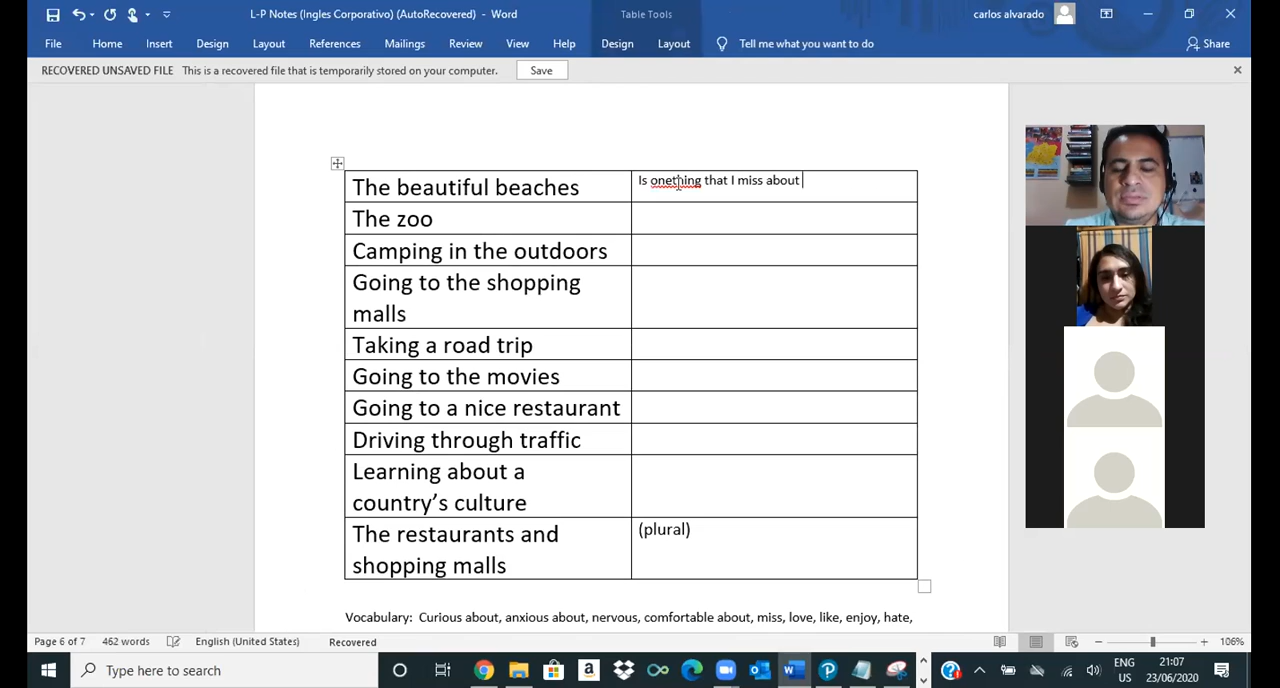 L-P Notes (Ingles Corporativo) (AutoRecovered) - Word
Table Tools
carlos alvarado
File Home Insert Design Layout References Mailings Review View Help Design Layout Tell me what you want to do Share
RECOVERED UNSAVED FILE This is a recovered file that is temporarily stored on your computer. Save
The beautiful beaches
Is onething that I miss about
The zoo
Camping in the outdoors
Going to the shopping
malls
Taking a road trip
Going to the movies
Going to a nice restaurant
Driving through traffic
Learning about a
country's culture
The restaurants and
shopping malls
(plural)
Vocabulary: Curious about, anxious about, nervous, comfortable about, miss, love, like, enjoy, hate,
Page 6 of 7 462 words English (United States) Recovered 106%
Type here to search
ENG
US
21:07
23/06/2020